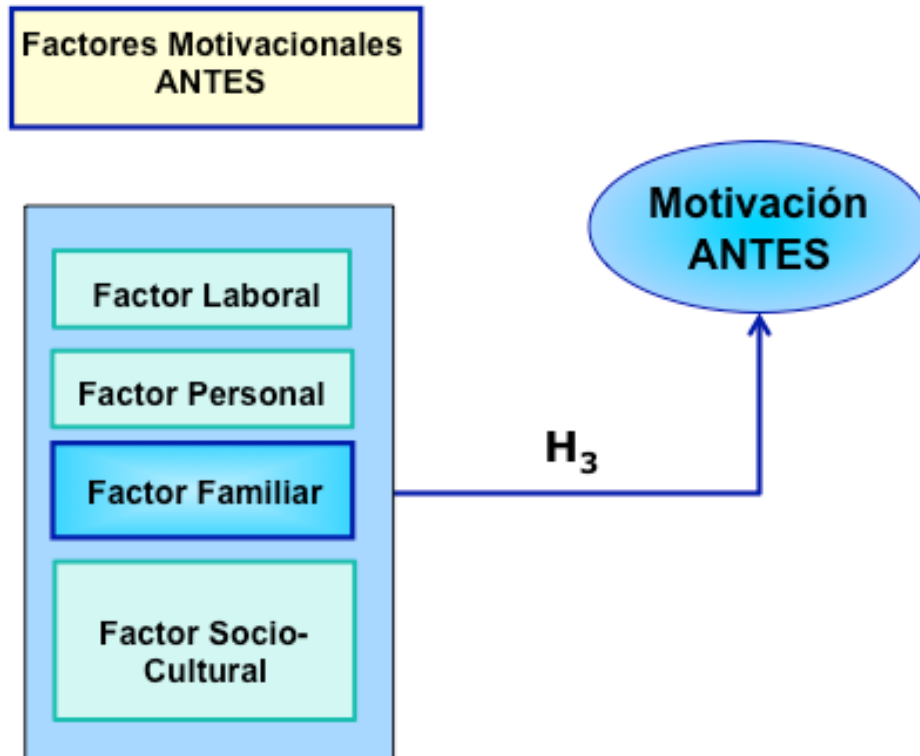 Factores Motivacionales
ANTES
Motivación
ANTES
Factor Laboral
Factor Personal
H₃
Factor Familiar
Factor Socio-
Cultural